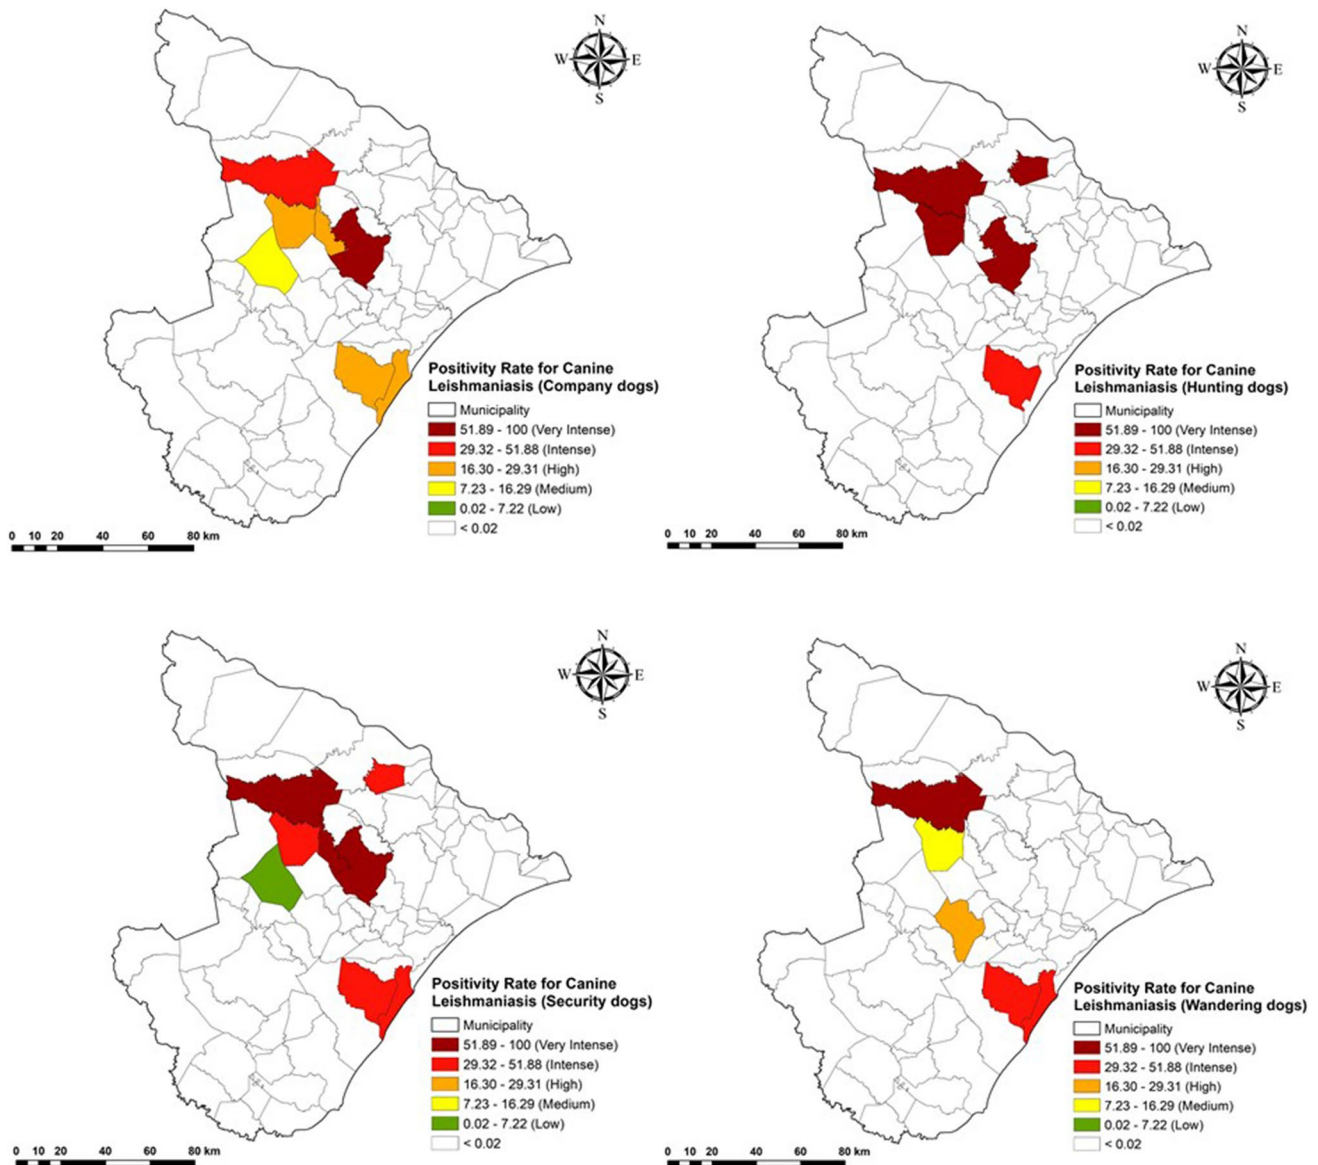 N
W E
S
Positivity Rate for Canine
Leishmaniasis (Company dogs)
Municipality
51.89 - 100 (Very Intense)
29.32 - 51.88 (Intense)
16.30 - 29.31 (High)
7.23 - 16.29 (Medium)
0.02 - 7.22 (Low)
< 0.02
0 10 20 40 60 80 km
N
W E
S
Positivity Rate for Canine
Leishmaniasis (Hunting dogs)
Municipality
51.89 - 100 (Very Intense)
29.32 - 51.88 (Intense)
16.30 - 29.31 (High)
7.23 - 16.29 (Medium)
0.02 - 7.22 (Low)
< 0.02
0 10 20 40 60 80 km
N
W E
S
Positivity Rate for Canine
Leishmaniasis (Security dogs)
Municipality
51.89 - 100 (Very Intense)
29.32 - 51.88 (Intense)
16.30 - 29.31 (High)
7.23 - 16.29 (Medium)
0.02 - 7.22 (Low)
< 0.02
0 10 20 40 60 80 km
N
W E
S
Positivity Rate for Canine
Leishmaniasis (Wandering dogs)
Municipality
51.89 - 100 (Very Intense)
29.32 - 51.88 (Intense)
16.30 - 29.31 (High)
7.23 - 16.29 (Medium)
0.02 - 7.22 (Low)
< 0.02
0 10 20 40 60 80 km